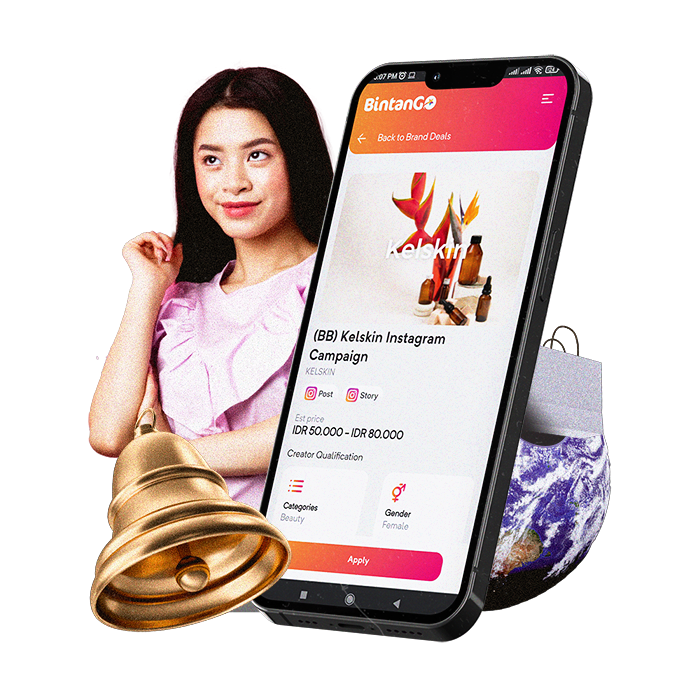 :07 PM
BintanGo
Back to Brand Deals
Kelskin
(BB) Kelskin Instagram
Campaign
KELSKIN
Post Story
Est price
IDR 50.000 - IDR 80.000
Creator Qualification
Categories
Beauty
Gender
Female
Apply